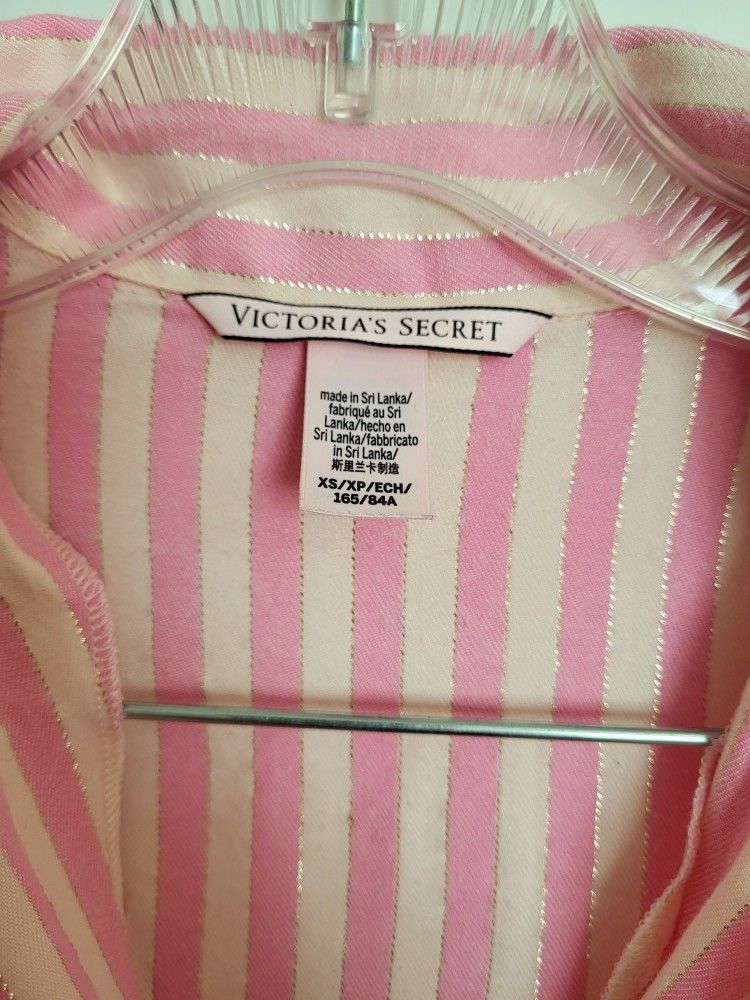 VICTORIA'S SECRET
made in Sri Lanka/
fabriqué au Sri
Lanka/hecho en
Sri Lanka/fabbricato
in Sri Lanka/
斯里兰卡制造
XS/XP/ECH/
165/84A